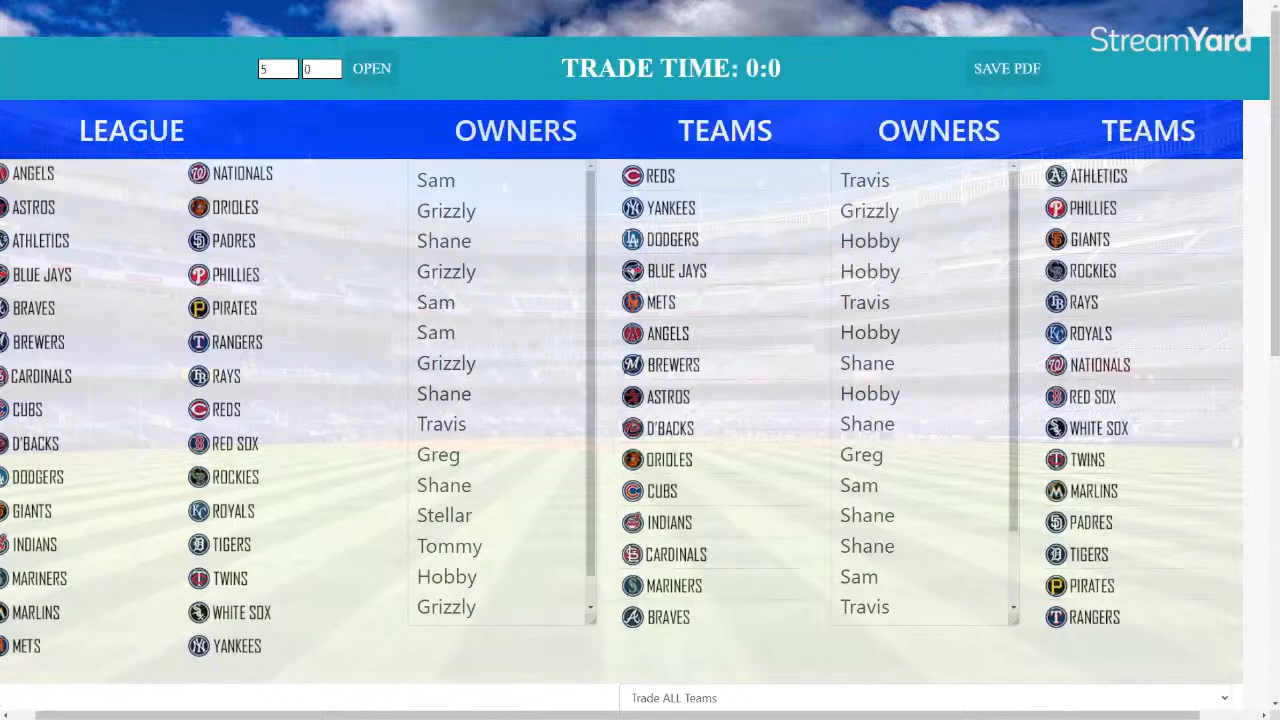 StreamYard
5 0 OPEN TRADE TIME: 0:0 SAVE PDF
LEAGUE OWNERS TEAMS OWNERS TEAMS
ANGELS NATIONALS Sam REDS Travis ATHLETICS
ASTROS ORIOLES Grizzly YANKEES Grizzly PHILLIES
ATHLETICS PADRES Shane DODGERS Hobby GIANTS
BLUE JAYS PHILLIES Grizzly BLUE JAYS Hobby ROCKIES
BRAVES PIRATES Sam METS Travis RAYS
BREWERS RANGERS Sam ANGELS Hobby ROYALS
CARDINALS RAYS Grizzly BREWERS Shane NATIONALS
CUBS REDS Shane ASTROS Hobby RED SOX
D'BACKS RED SOX Travis D'BACKS Shane WHITE SOX
DODGERS ROCKIES Greg ORIOLES Greg TWINS
GIANTS ROYALS Shane CUBS Sam MARLINS
INDIANS TIGERS Stellar INDIANS Shane PADRES
MARINERS TWINS Tommy CARDINALS Shane TIGERS
MARLINS WHITE SOX Hobby MARINERS Sam PIRATES
METS YANKEES Grizzly BRAVES Travis RANGERS
Trade ALL Teams